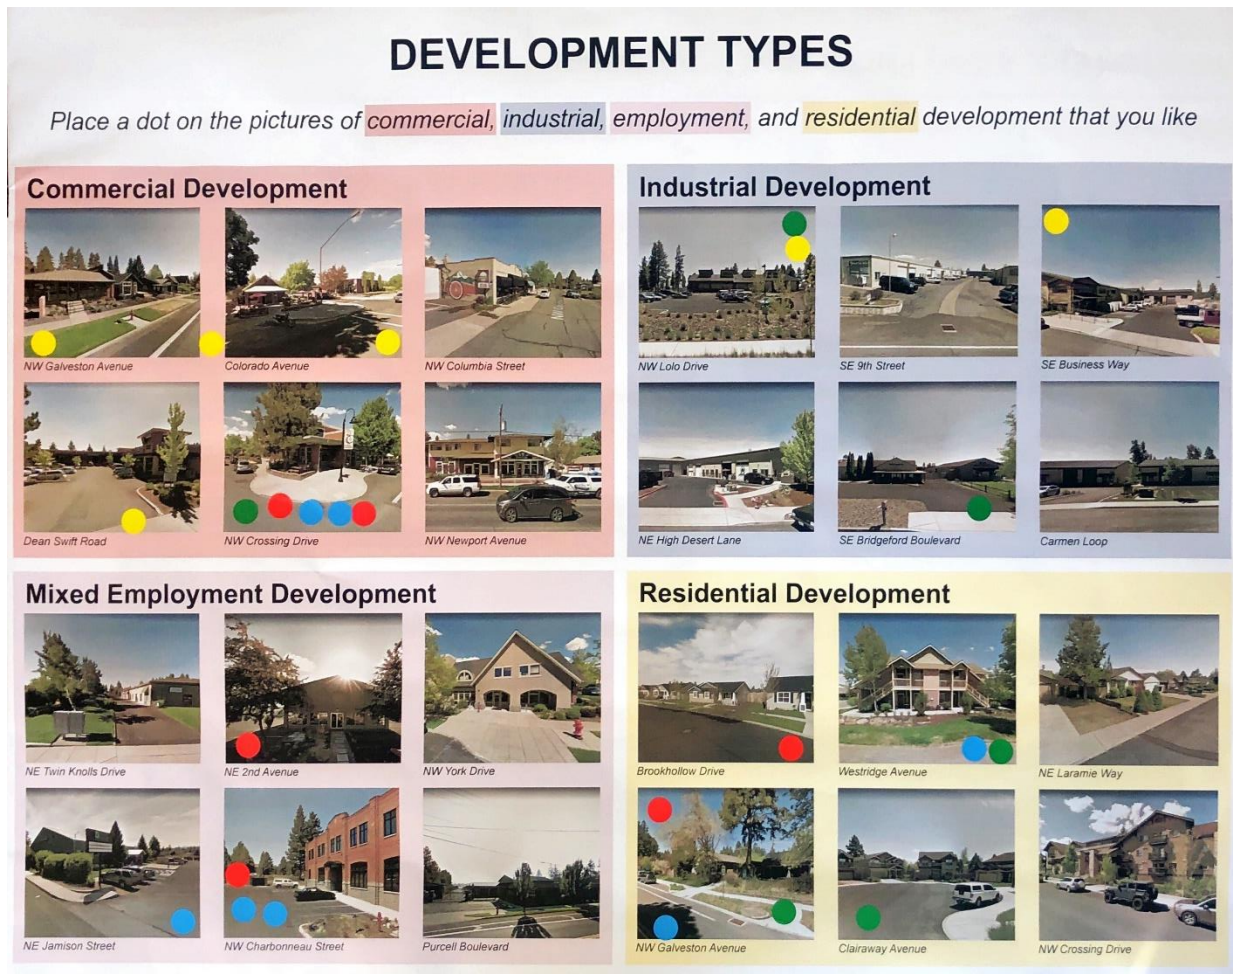 DEVELOPMENT TYPES
Place a dot on the pictures of commercial, industrial, employment, and residential development that you like
Commercial Development
NW Galveston Avenue
Colorado Avenue
NW Columbia Street
Dean Swift Road
NW Crossing Drive
NW Newport Avenue
Industrial Development
NW Lolo Drive
SE 9th Street
SE Business Way
NE High Desert Lane
SE Bridgeford Boulevard
Carmen Loop
Mixed Employment Development
NE Twin Knolls Drive
NE 2nd Avenue
NW York Drive
NE Jamison Street
NW Charbonneau Street
Purcell Boulevard
Residential Development
Brookhollow Drive
Westridge Avenue
NE Laramie Way
NW Galveston Avenue
Clairaway Avenue
NW Crossing Drive